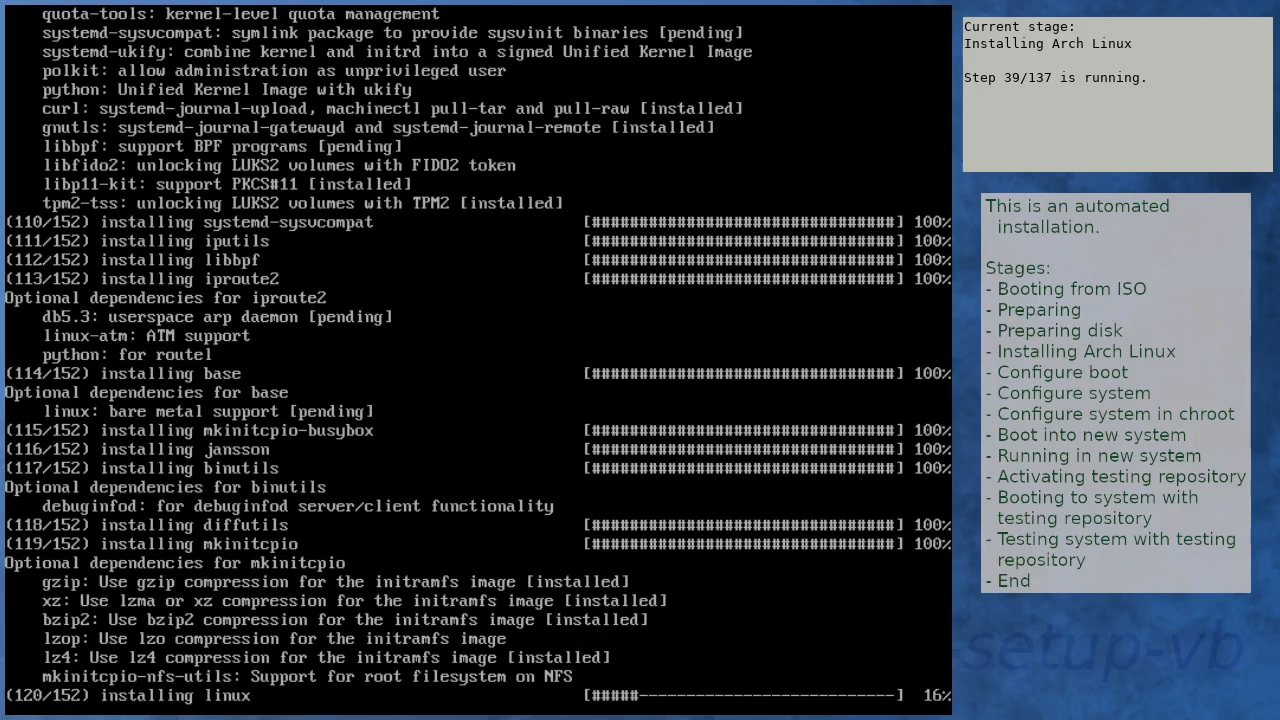 quota-tools: kernel-level quota management
systemd-sysvcompat: symlink package to provide sysvinit binaries [pending]
systemd-ukify: combine kernel and initrd into a signed Unified Kernel Image
polkit: allow administration as unprivileged user
python: Unified Kernel Image with ukify
curl: systemd-journal-upload, machinectl pull-tar and pull-raw [installed]
gnutls: systemd-journal-gatewayd and systemd-journal-remote [installed]
libbpf: support BPF programs [pending]
libfido2: unlocking LUKS2 volumes with FIDO2 token
libp11-kit: support PKCS#11 [installed]
tpm2-tss: unlocking LUKS2 volumes with TPM2 [installed]
(110/152) installing systemd-sysvcompat [################################] 100%
(111/152) installing iputils [################################] 100%
(112/152) installing libbpf [################################] 100%
(113/152) installing iproute2 [################################] 100%
Optional dependencies for iproute2
db5.3: userspace arp daemon [pending]
linux-atm: ATM support
python: for routel
(114/152) installing base [################################] 100%
Optional dependencies for base
linux: bare metal support [pending]
(115/152) installing mkinitcpio-busybox [################################] 100%
(116/152) installing jansson [################################] 100%
(117/152) installing binutils [################################] 100%
Optional dependencies for binutils
debuginfod: for debuginfod server/client functionality
(118/152) installing diffutils [################################] 100%
(119/152) installing mkinitcpio [################################] 100%
Optional dependencies for mkinitcpio
gzip: Use gzip compression for the initramfs image [installed]
xz: Use lzma or xz compression for the initramfs image [installed]
bzip2: Use bzip2 compression for the initramfs image [installed]
lzop: Use lzo compression for the initramfs image
lz4: Use lz4 compression for the initramfs image [installed]
mkinitcpio-nfs-utils: Support for root filesystem on NFS
(120/152) installing linux [#####---------------------------] 16%
Current stage:
Installing Arch Linux
Step 39/137 is running.
This is an automated
installation.
Stages:
- Booting from ISO
- Preparing
- Preparing disk
- Installing Arch Linux
- Configure boot
- Configure system
- Configure system in chroot
- Boot into new system
- Running in new system
- Activating testing repository
- Booting to system with
testing repository
- Testing system with testing
repository
- End
-setup-vb